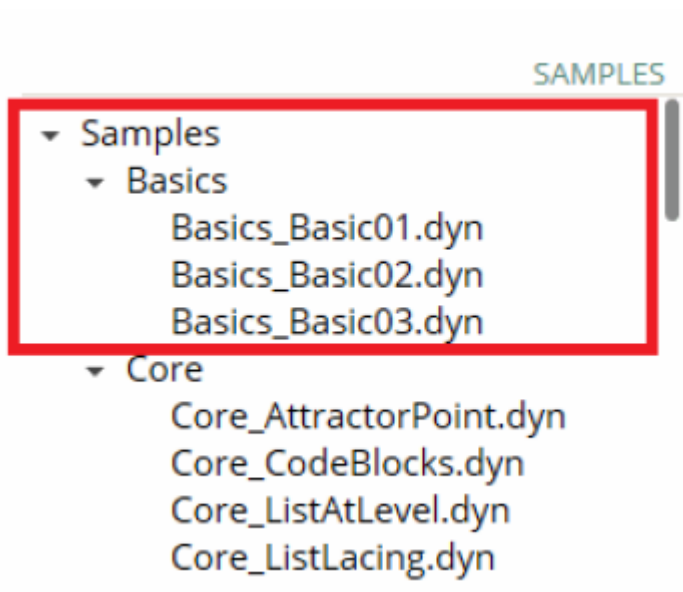 SAMPLES
Samples
Basics
Basics_Basic01.dyn
Basics_Basic02.dyn
Basics_Basic03.dyn
Core
Core_AttractorPoint.dyn
Core_CodeBlocks.dyn
Core_ListAtLevel.dyn
Core_ListLacing.dyn